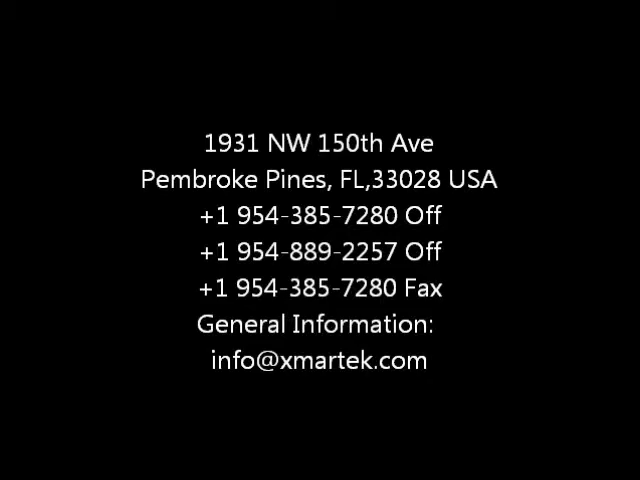 1931 NW 150th Ave
Pembroke Pines, FL,33028 USA
+1 954-385-7280 Off
+1 954-889-2257 Off
+1 954-385-7280 Fax
General Information:
info@xmartek.com